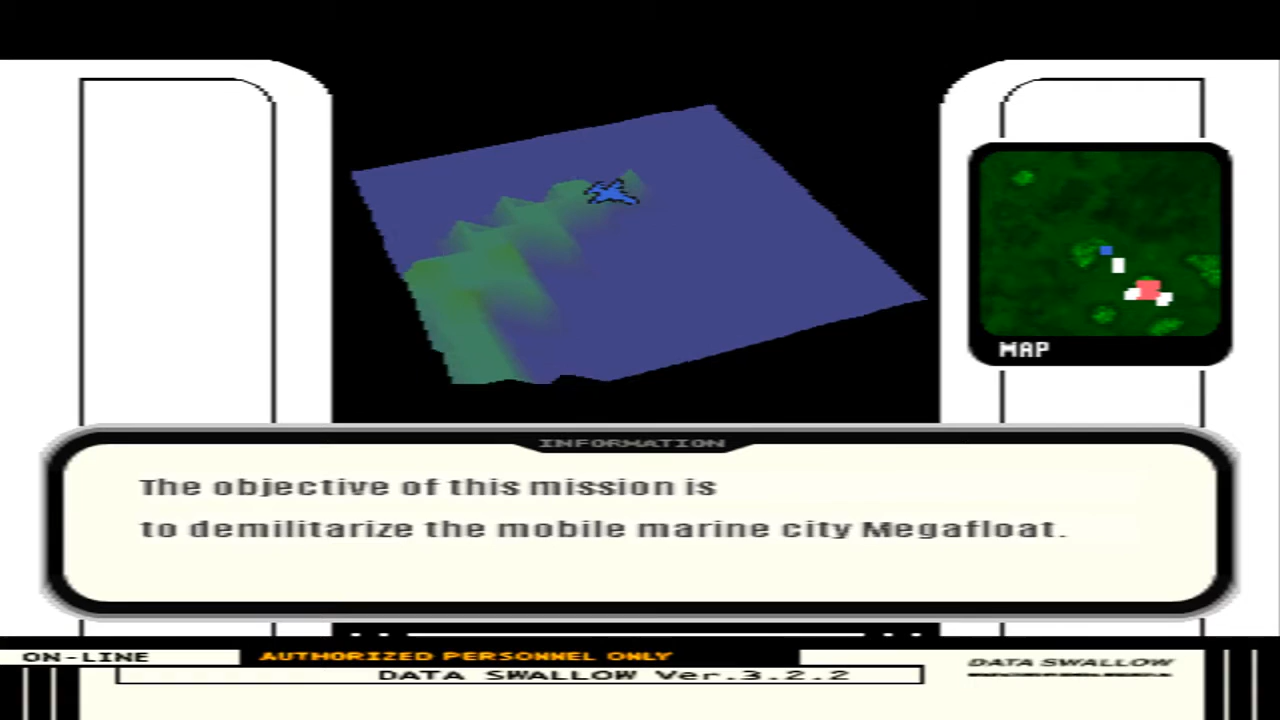 MAP
INFORMATION
The objective of this mission is
to demilitarize the mobile marine city Megafloat.
ON-LINE
AUTHORIZED PERSONNEL ONLY
DATA SWALLOW Ver.3.2.2
DATA SWALLOW